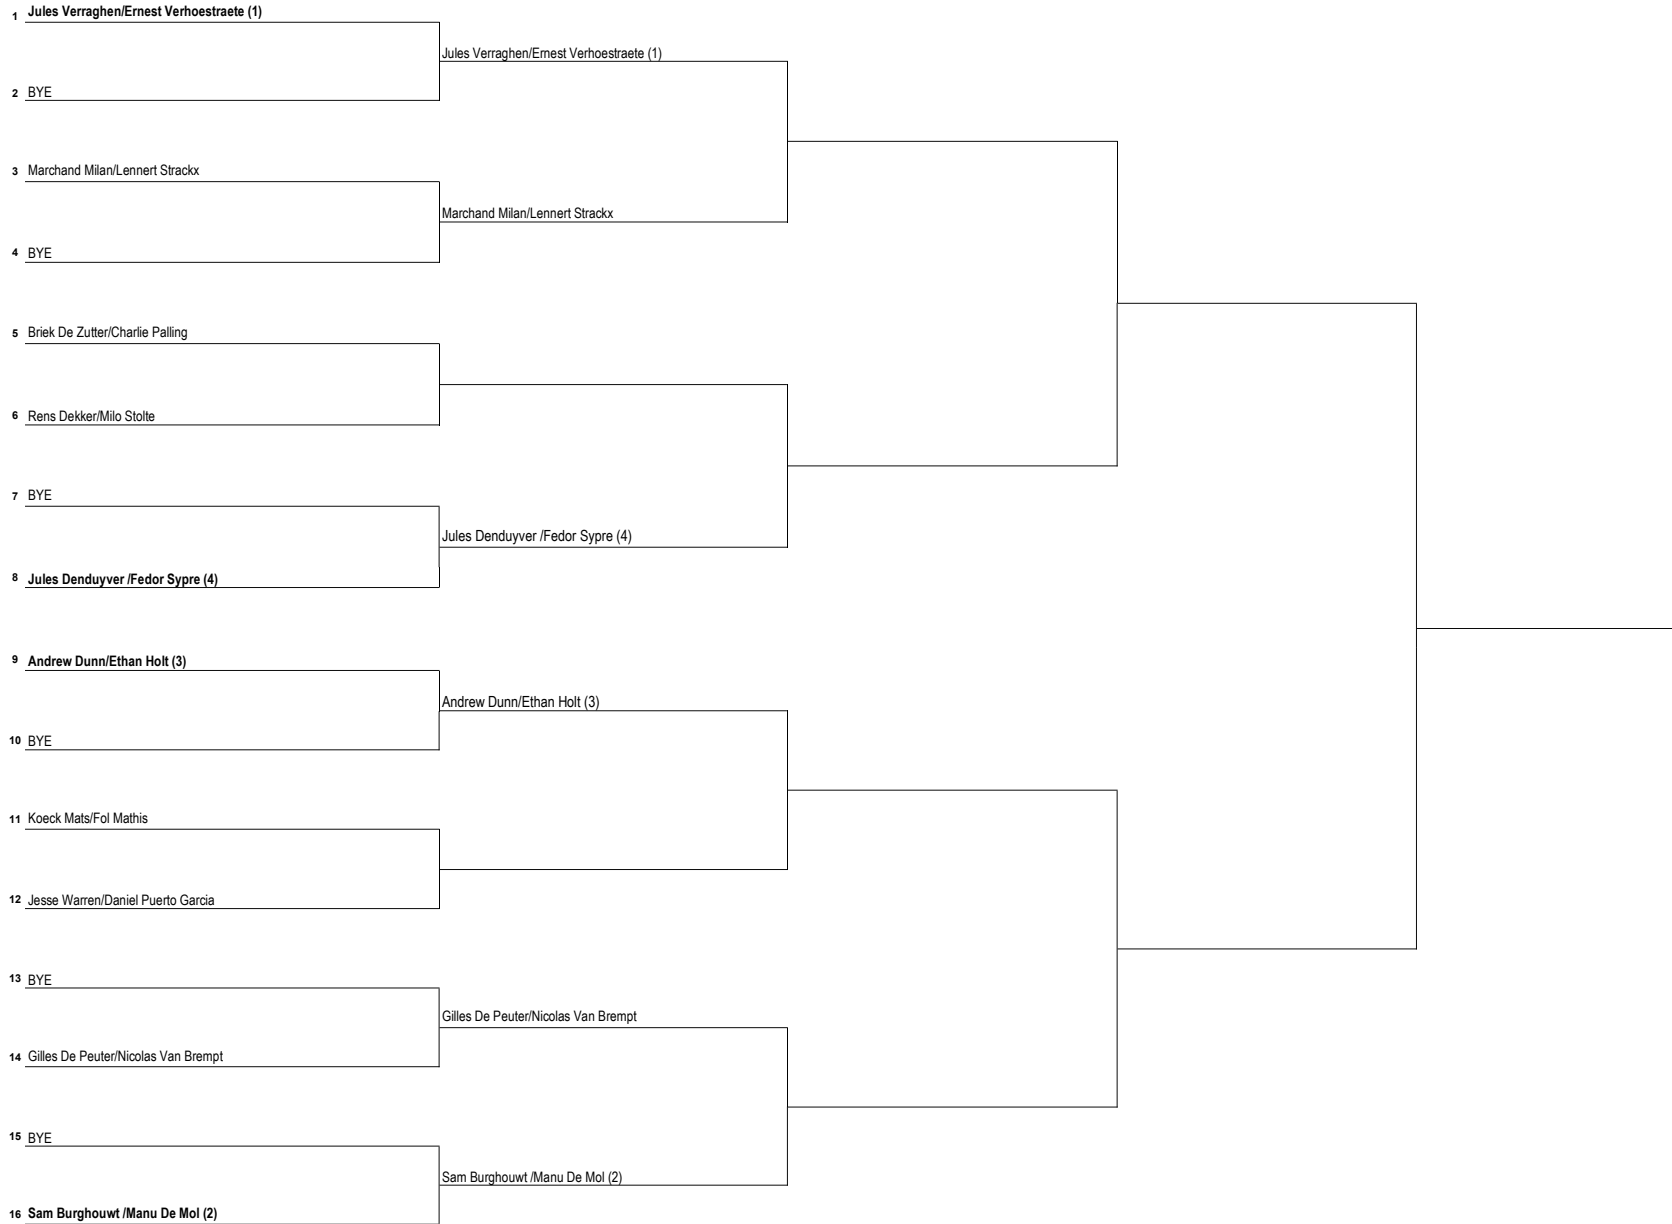 1 Jules Verraghen/Ernest Verhoestraete (1)
Jules Verraghen/Ernest Verhoestraete (1)
2 BYE
3 Marchand Milan/Lennert Strackx
Marchand Milan/Lennert Strackx
4 BYE
5 Briek De Zutter/Charlie Palling
6 Rens Dekker/Milo Stolte
7 BYE
Jules Denduyver /Fedor Sypre (4)
8 Jules Denduyver /Fedor Sypre (4)
9 Andrew Dunn/Ethan Holt (3)
Andrew Dunn/Ethan Holt (3)
10 BYE
11 Koeck Mats/Fol Mathis
12 Jesse Warren/Daniel Puerto Garcia
13 BYE
Gilles De Peuter/Nicolas Van Brempt
14 Gilles De Peuter/Nicolas Van Brempt
15 BYE
Sam Burghouwt /Manu De Mol (2)
16 Sam Burghouwt /Manu De Mol (2)